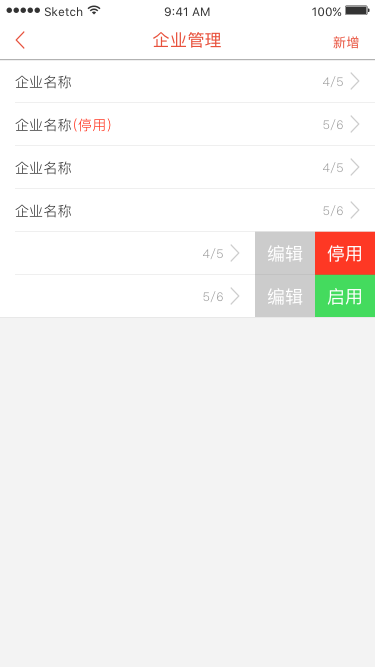 Sketch 9:41 AM 100%
企业管理 新增
企业名称 4/5
企业名称(停用) 5/6
企业名称 4/5
企业名称 5/6
4/5 编辑 停用
5/6 编辑 启用